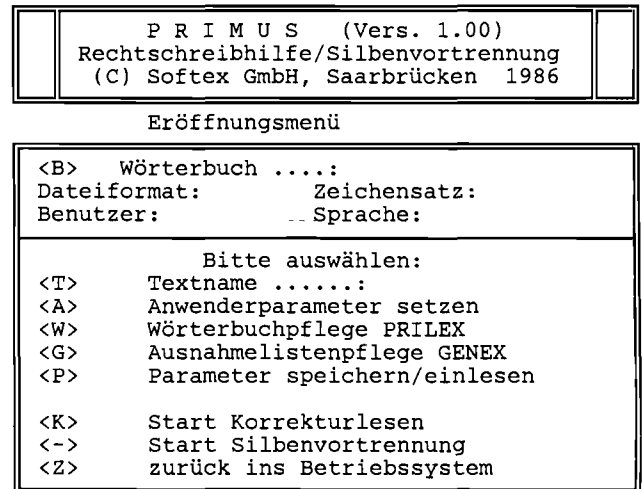 P R I M U S (Vers. 1.00)
Rechtschreibhilfe/Silbenvortrennung
(C) Softex GmbH, Saarbrücken 1986
Eröffnungsmenü
<B> Wörterbuch ....:
Dateiformat: Zeichensatz:
Benutzer: Sprache:
Bitte auswählen:
<T> Textname ......:
<A> Anwenderparameter setzen
<W> Wörterbuchpflege PRILEX
<G> Ausnahmelistenpflege GENEX
<P> Parameter speichern/einlesen
<K> Start Korrekturlesen
<-> Start Silbenvortrennung
<Z> zurück ins Betriebssystem